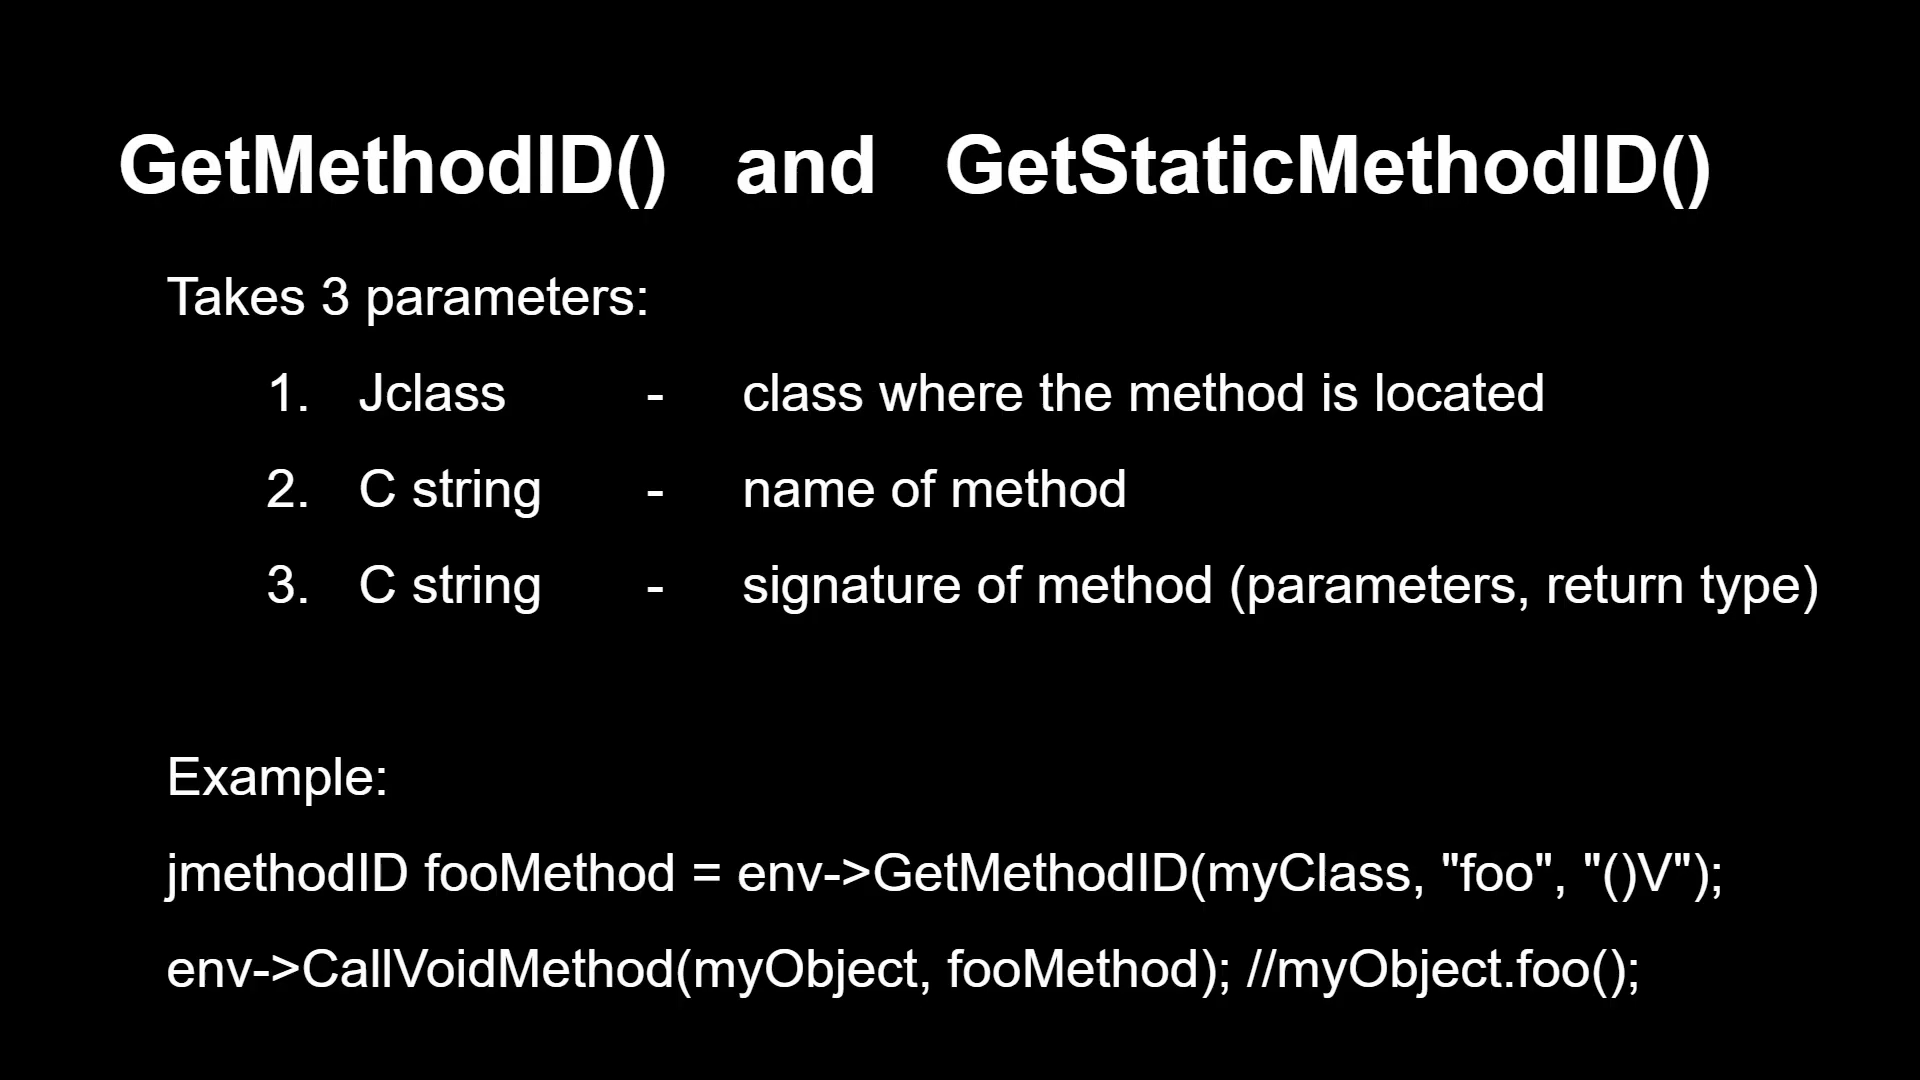 GetMethodID() and GetStaticMethodID()
Takes 3 parameters:
1. Jclass - class where the method is located
2. C string - name of method
3. C string - signature of method (parameters, return type)
Example:
jmethodID fooMethod = env->GetMethodID(myClass, "foo", "()V");
env->CallVoidMethod(myObject, fooMethod); //myObject.foo();